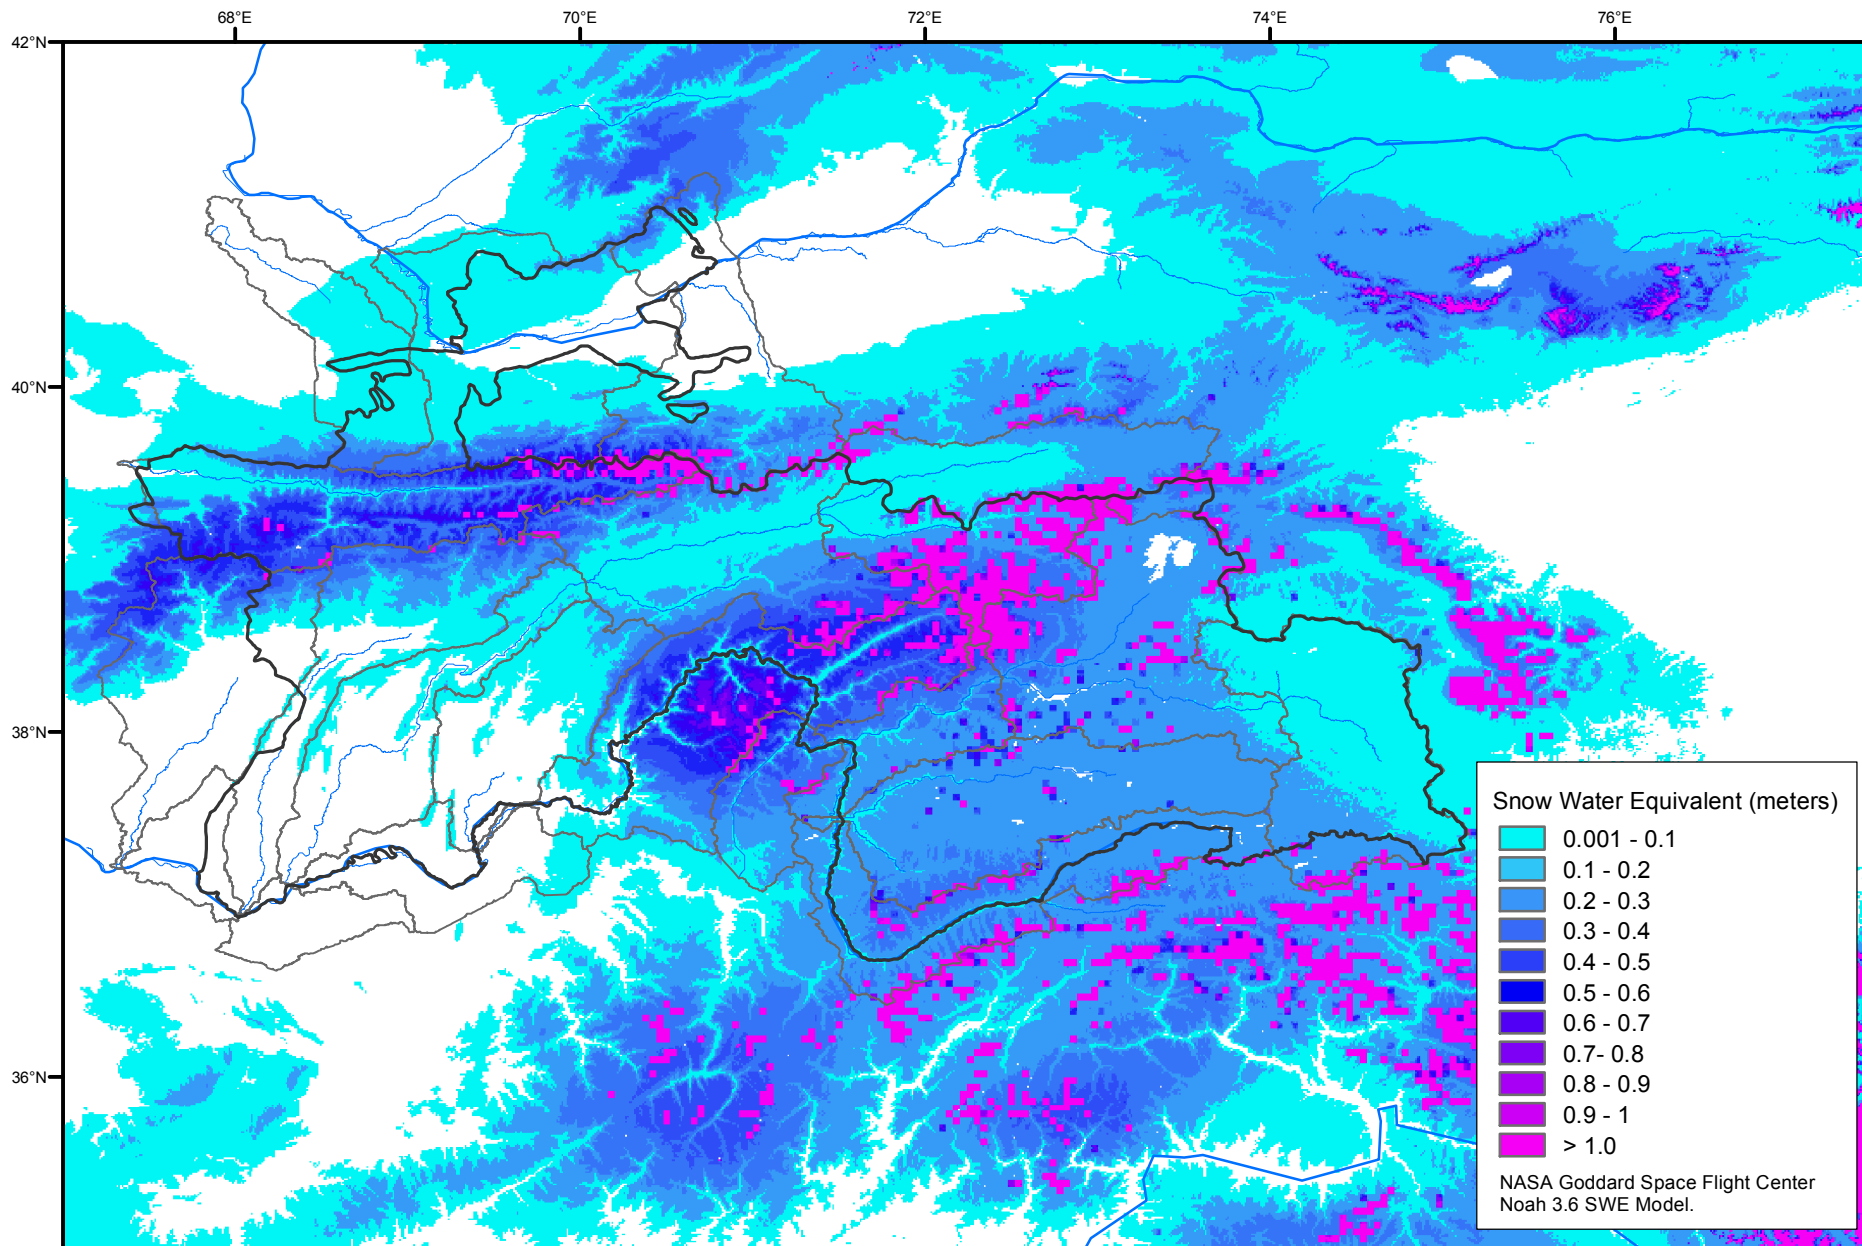 68°E 70°E 72°E 74°E 76°E
42°N
40°N
38°N
36°N
Snow Water Equivalent (meters)
0.001 - 0.1
0.1 - 0.2
0.2 - 0.3
0.3 - 0.4
0.4 - 0.5
0.5 - 0.6
0.6 - 0.7
0.7- 0.8
0.8 - 0.9
0.9 - 1
> 1.0
NASA Goddard Space Flight Center
Noah 3.6 SWE Model.